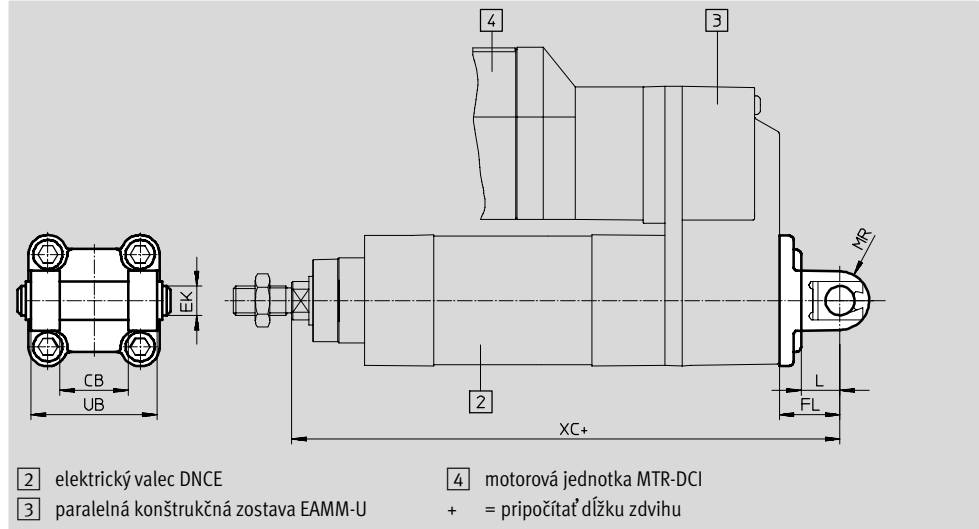 4
3
MR
EK
CB
UB
2
L
FL
XC+
2 elektrický valec DNCE
4 motorová jednotka MTR-DCI
3 paralelná konštrukčná zostava EAMM-U
+ = pripočítať dĺžku zdvihu